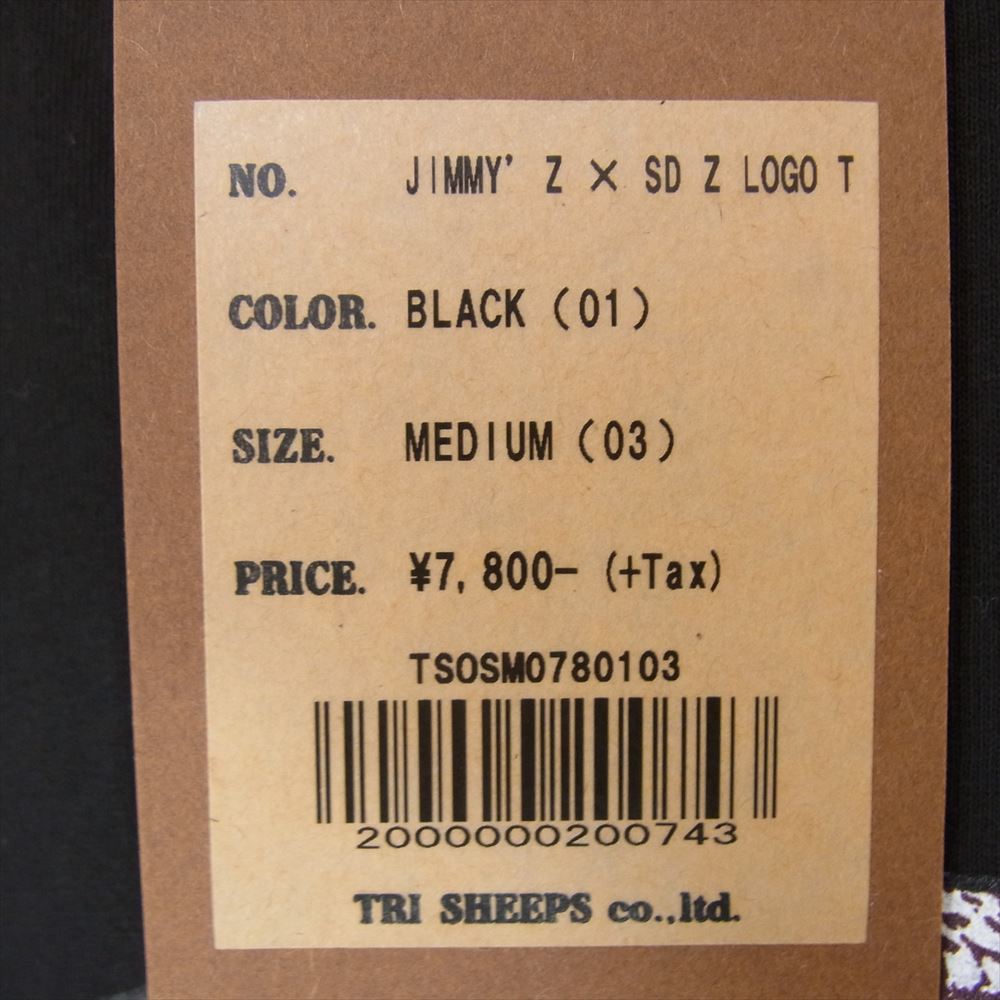 NO. JIMMY' Z × SD Z LOGO T
COLOR. BLACK (01)
SIZE. MEDIUM (03)
PRICE. ¥7,800− (+Tax)
TSOSM0780103
2000000200743
TRI SHEEPS co.,ltd.